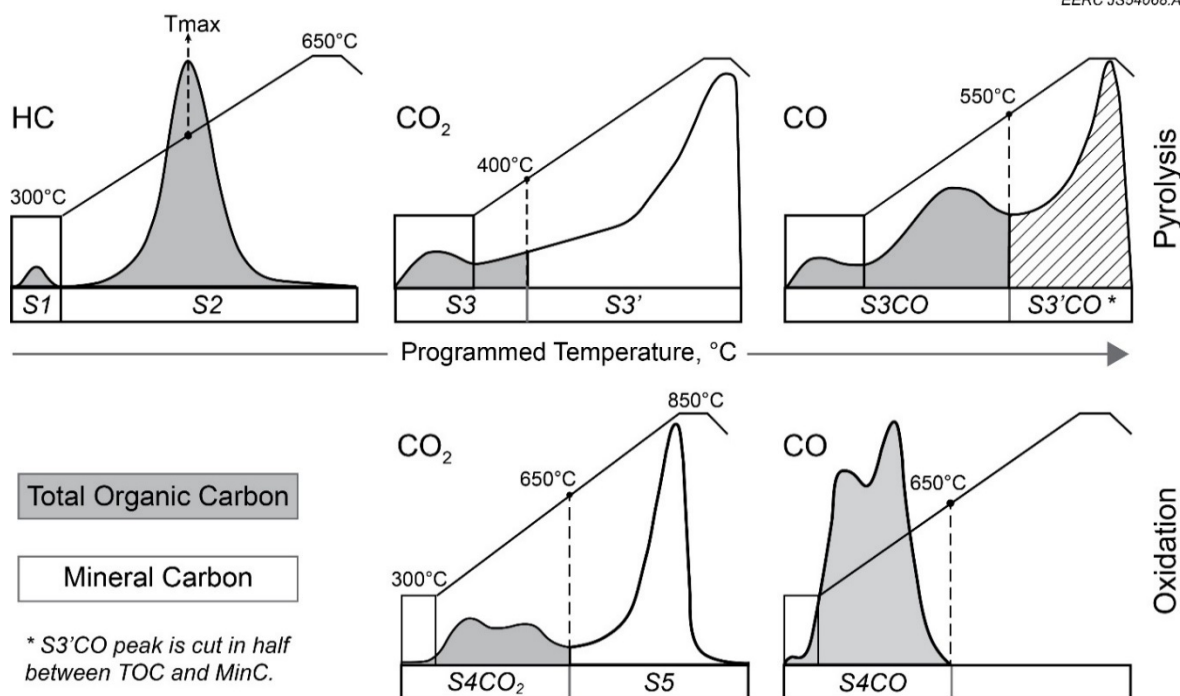 EERC JS54068.A
Tmax
650°C
HC
300°C
S1
S2
CO₂
400°C
S3
S3'
CO
550°C
S3CO
S3'CO *
Pyrolysis
Programmed Temperature, °C
Total Organic Carbon
Mineral Carbon
* S3'CO peak is cut in half
between TOC and MinC.
CO₂
850°C
650°C
300°C
S4CO₂
S5
CO
650°C
S4CO
Oxidation